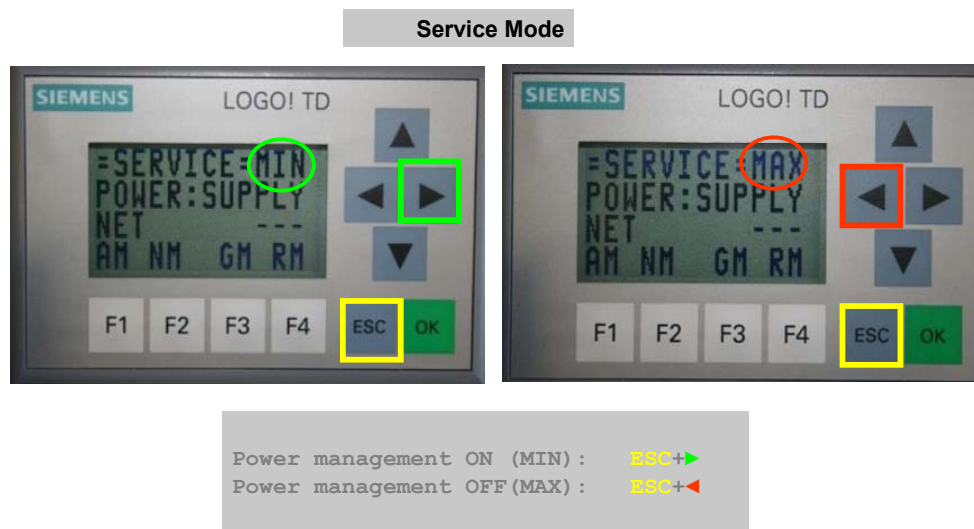 Service Mode
SIEMENS LOGO! TD
=SERVICE=MIN
POWER:SUPPLY
NET ---
AM NM GM RM
F1 F2 F3 F4 ESC OK
SIEMENS LOGO! TD
=SERVICE=MAX
POWER:SUPPLY
NET ---
AM NM GM RM
F1 F2 F3 F4 ESC OK
Power management ON (MIN): ESC+►
Power management OFF(MAX): ESC+◄